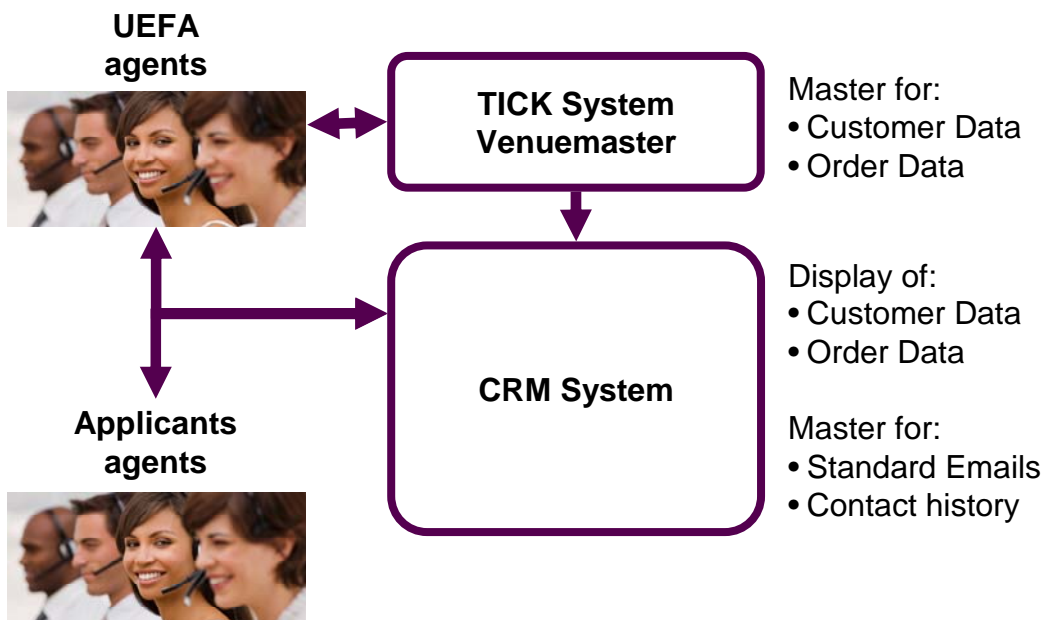 UEFA
agents
TICK System
Venuemaster
Master for:
• Customer Data
• Order Data
Display of:
• Customer Data
• Order Data
CRM System
Applicants
agents
Master for:
• Standard Emails
• Contact history